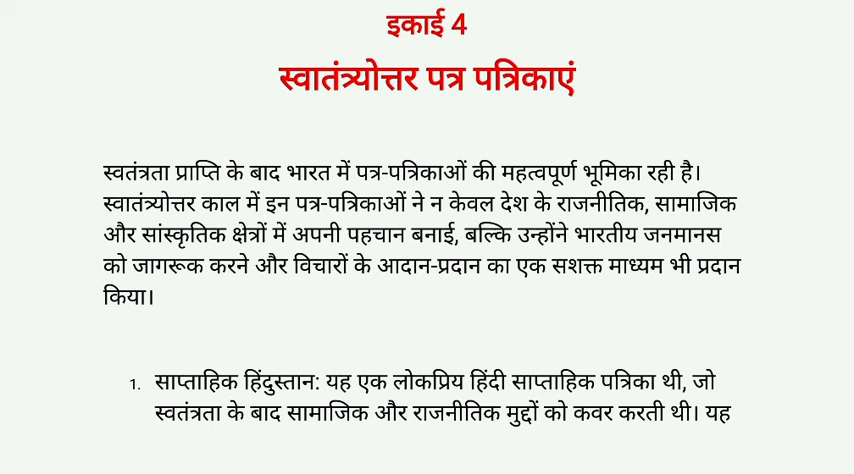 इकाई 4
स्वातंत्र्योत्तर पत्र पत्रिकाएं
स्वतंत्रता प्राप्ति के बाद भारत में पत्र-पत्रिकाओं की महत्वपूर्ण भूमिका रही है।
स्वातंत्र्योत्तर काल में इन पत्र-पत्रिकाओं ने न केवल देश के राजनीतिक, सामाजिक
और सांस्कृतिक क्षेत्रों में अपनी पहचान बनाई, बल्कि उन्होंने भारतीय जनमानस
को जागरूक करने और विचारों के आदान-प्रदान का एक सशक्त माध्यम भी प्रदान
किया।
1. साप्ताहिक हिंदुस्तान: यह एक लोकप्रिय हिंदी साप्ताहिक पत्रिका थी, जो
स्वतंत्रता के बाद सामाजिक और राजनीतिक मुद्दों को कवर करती थी। यह